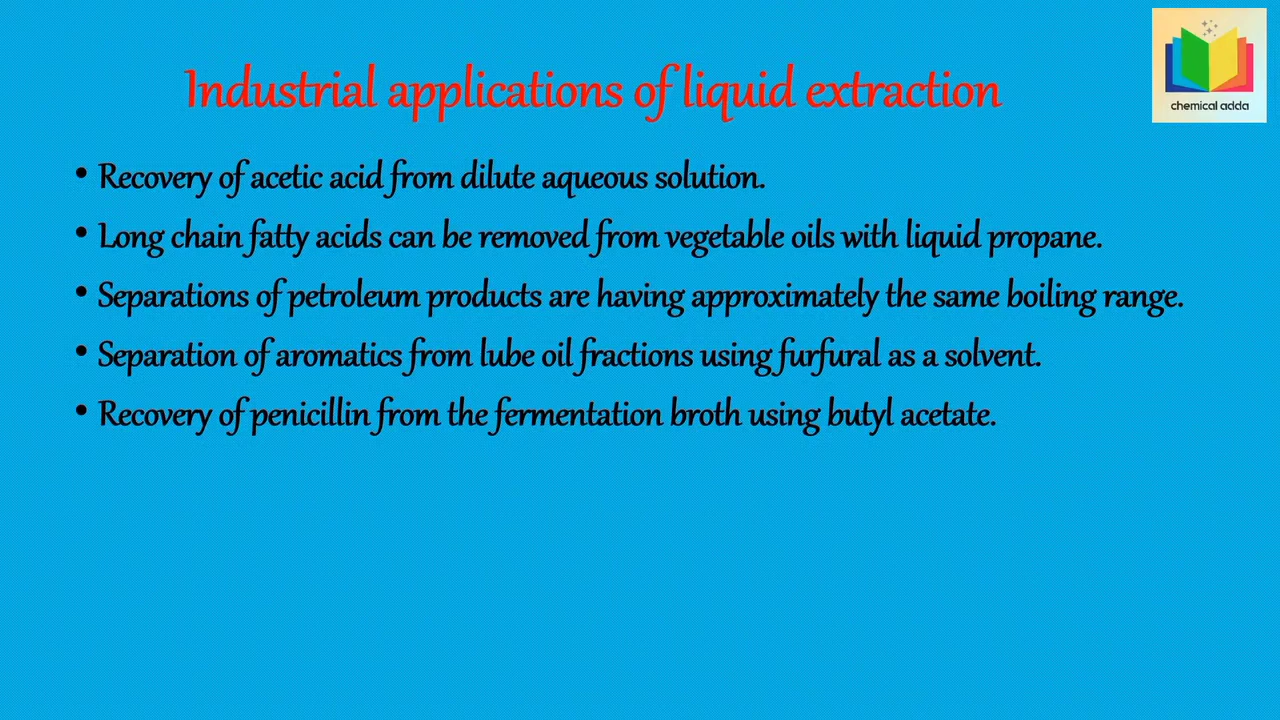 chemical adda
Industrial applications of liquid extraction
• Recovery of acetic acid from dilute aqueous solution.
• Long chain fatty acids can be removed from vegetable oils with liquid propane.
• Separations of petroleum products are having approximately the same boiling range.
• Separation of aromatics from lube oil fractions using furfural as a solvent.
• Recovery of penicillin from the fermentation broth using butyl acetate.